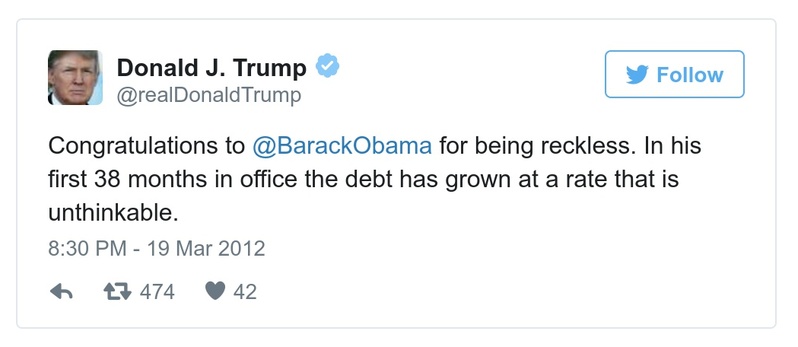 Donald J. Trump
@realDonaldTrump
Follow
Congratulations to @BarackObama for being reckless. In his
first 38 months in office the debt has grown at a rate that is
unthinkable.
8:30 PM - 19 Mar 2012
474 42